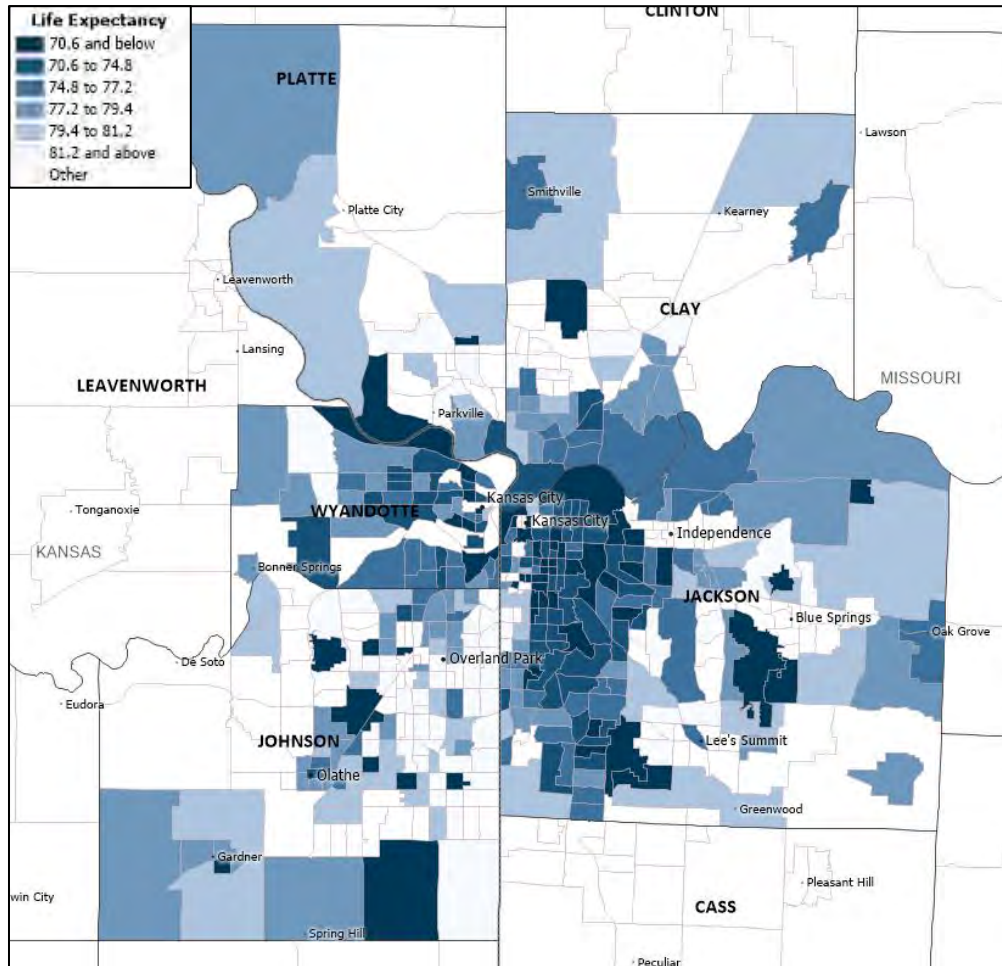 Life Expectancy
70.6 and below
70.6 to 74.8
74.8 to 77.2
77.2 to 79.4
79.4 to 81.2
81.2 and above
Other
CLINTON
PLATTE
Lawson
Smithville
Platte City
Kearney
Leavenworth
CLAY
Lansing
LEAVENWORTH
MISSOURI
Parkville
Kansas City
Tonganoxie
WYANDOTTE
Kansas City
Independence
KANSAS
Bonner Springs
JACKSON
Blue Springs
Oak Grove
De Soto
Overland Park
Eudora
JOHNSON
Lee's Summit
Olathe
Greenwood
Gardner
win City
Pleasant Hill
CASS
Spring Hill
Peculiar